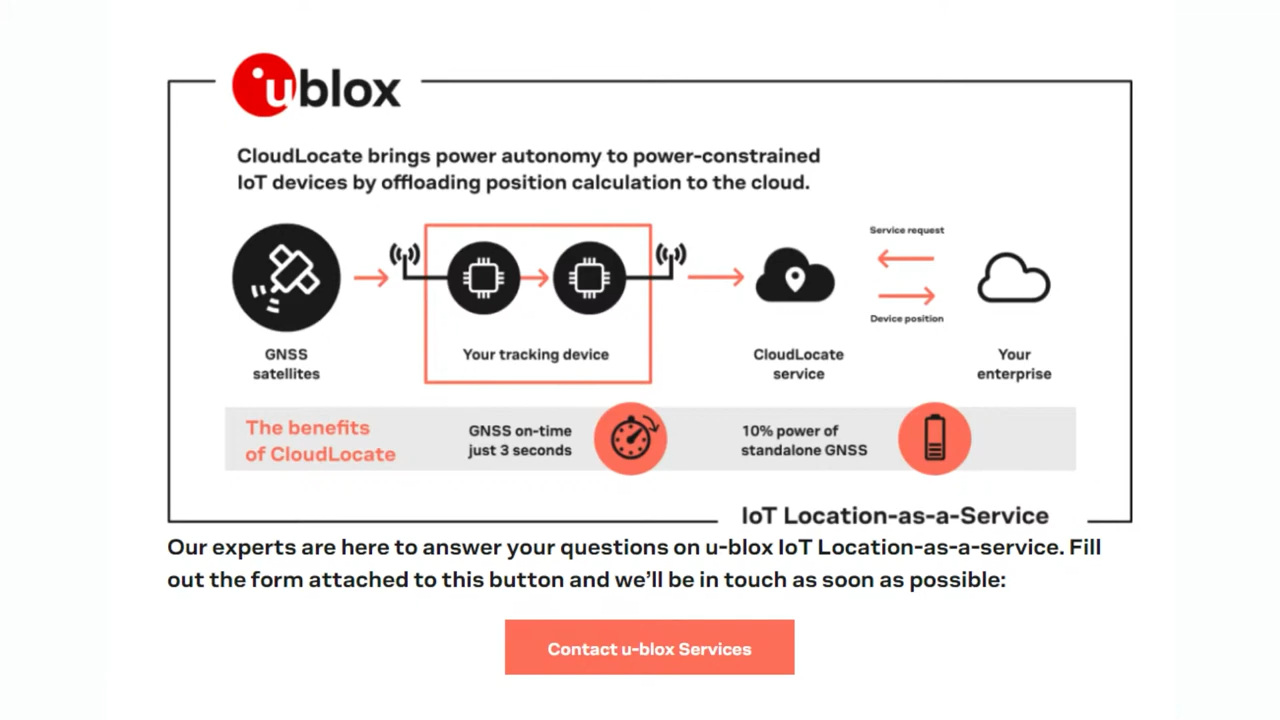 ublox
CloudLocate brings power autonomy to power-constrained
IoT devices by offloading position calculation to the cloud.
Service request
Device position
GNSS
satellites
Your tracking device
CloudLocate
service
Your
enterprise
The benefits
of CloudLocate
GNSS on-time
just 3 seconds
10% power of
standalone GNSS
IoT Location-as-a-Service
Our experts are here to answer your questions on u-blox IoT Location-as-a-service. Fill
out the form attached to this button and we’ll be in touch as soon as possible:
Contact u-blox Services